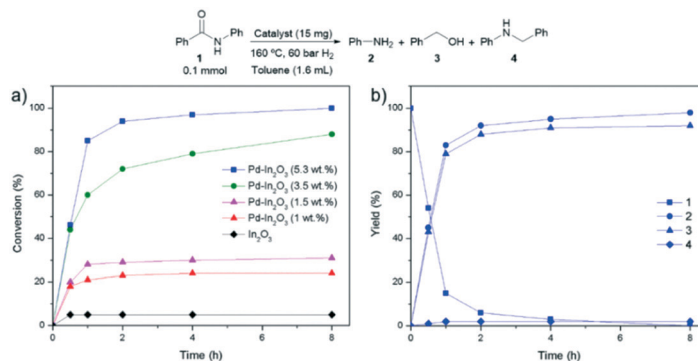 O
Ph
N
H
Ph
1
0.1 mmol
Catalyst (15 mg)
160 ºC, 60 bar H2
Toluene (1.6 mL)
Ph-NH2
2
+
Ph
OH
3
+
Ph
H
N
Ph
4
a)
Conversion (%)
100
80
60
40
20
0
Pd-In2O3 (5.3 wt.%)
Pd-In2O3 (3.5 wt.%)
Pd-In2O3 (1.5 wt.%)
Pd-In2O3 (1 wt.%)
In2O3
0 2 4 6 8
Time (h)
b)
Yield (%)
100
80
60
40
20
0
1
2
3
4
0 2 4 6 8
Time (h)